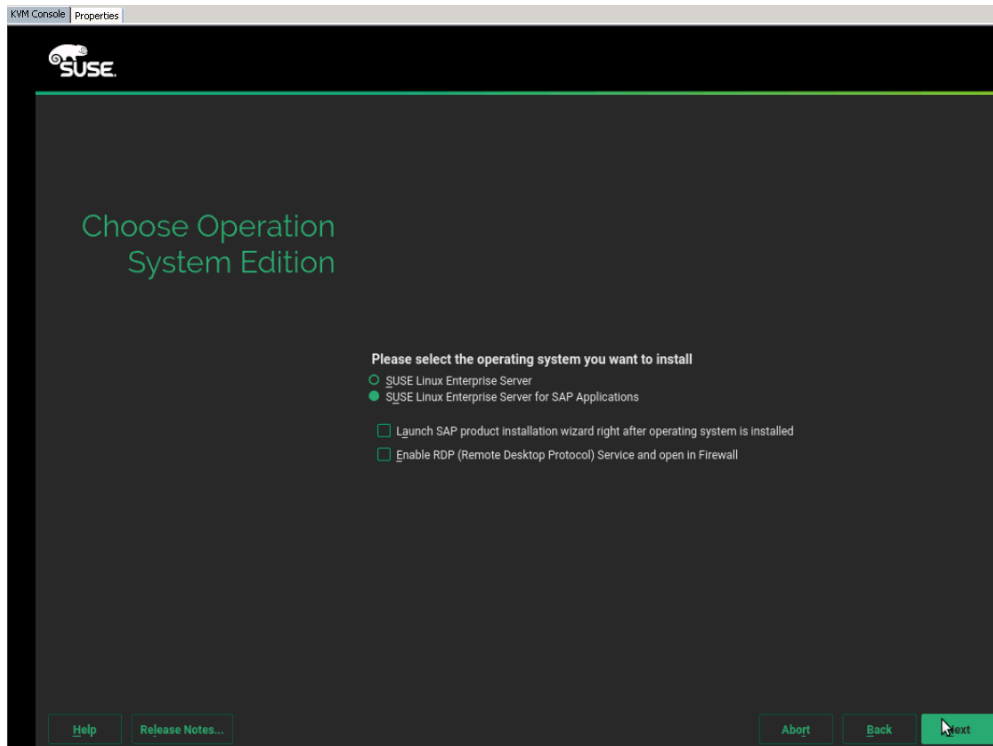 KVM Console Properties
SUSE.
Choose Operation
System Edition
Please select the operating system you want to install
SUSE Linux Enterprise Server
SUSE Linux Enterprise Server for SAP Applications
Launch SAP product installation wizard right after operating system is installed
Enable RDP (Remote Desktop Protocol) Service and open in Firewall
Help Release Notes... Abort Back Next